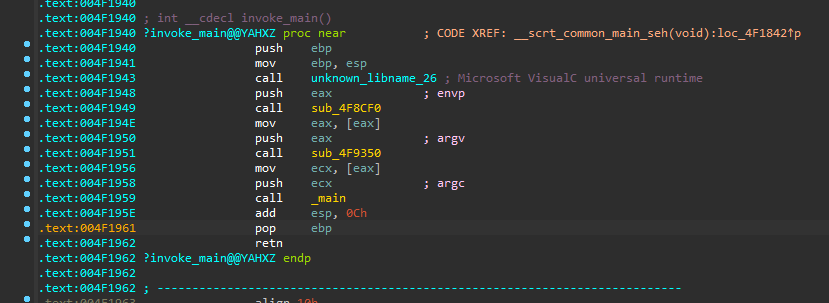 .text:004F1940
.text:004F1940 ; int __cdecl invoke_main()
.text:004F1940 ?invoke_main@@YAHXZ proc near ; CODE XREF: __scrt_common_main_seh(void):loc_4F1842↑p
.text:004F1940 push ebp
.text:004F1941 mov ebp, esp
.text:004F1943 call unknown_libname_26 ; Microsoft VisualC universal runtime
.text:004F1948 push eax ; envp
.text:004F1949 call sub_4F8CF0
.text:004F194E mov eax, [eax]
.text:004F1950 push eax ; argv
.text:004F1951 call sub_4F9350
.text:004F1956 mov ecx, [eax]
.text:004F1958 push ecx ; argc
.text:004F1959 call _main
.text:004F195E add esp, 0Ch
.text:004F1961 pop ebp
.text:004F1962 retn
.text:004F1962 ?invoke_main@@YAHXZ endp
.text:004F1962
.text:004F1962 ; ---------------------------------------------------------------------------
.text:004F1963 align 10h